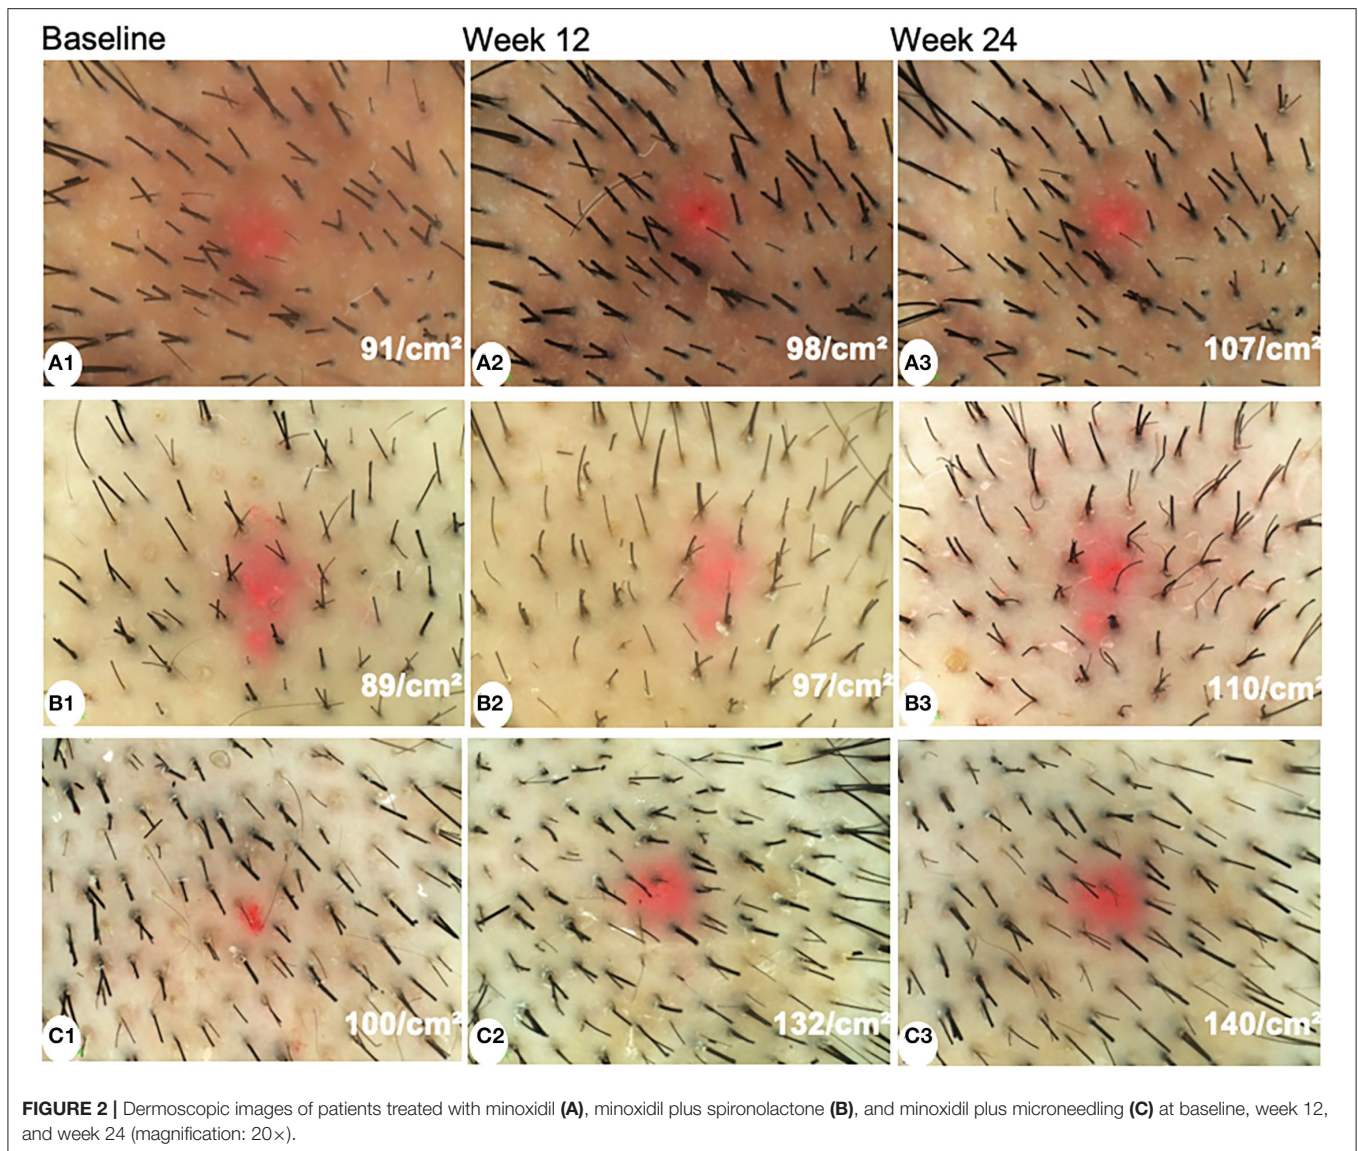 Baseline
Week 12
Week 24
91/cm²
A1
98/cm²
A2
107/cm²
A3
89/cm²
B1
97/cm²
B2
110/cm²
B3
100/cm²
C1
132/cm²
C2
140/cm²
C3
FIGURE 2 | Dermoscopic images of patients treated with minoxidil (A), minoxidil plus spironolactone (B), and minoxidil plus microneedling (C) at baseline, week 12,
and week 24 (magnification: 20×).